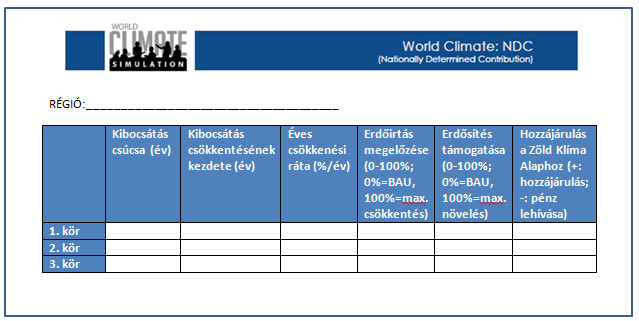 WORLD
CLIMATE
SIMULATION
World Climate: NDC
(Nationally Determined Contribution)
RÉGIÓ:_____________________________________
Kibocsátás
csúcsa (év)
Kibocsátás
csökkentésének
kezdete (év)
Éves
csökkenési
ráta (%/év)
Erdőirtás
megelőzése
(0-100%;
0%=BAU,
100%=max.
csökkentés)
Erdősítés
támogatása
(0-100%;
0%=BAU,
100%=max.
növelés)
Hozzájárulás
a Zöld Klíma
Alaphoz (+:
hozzájárulás;
-: pénz
lehívása)
1. kör
2. kör
3. kör